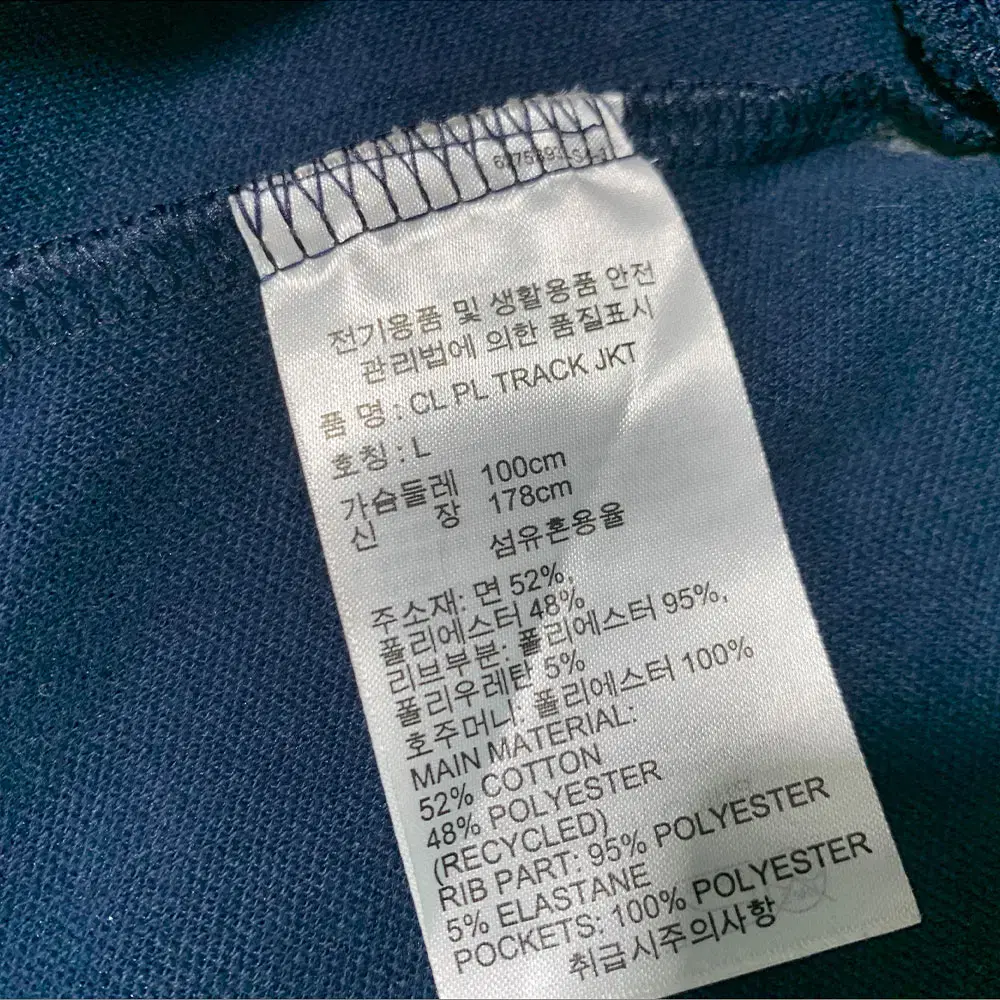 전기용품 및 생활용품 안전
관리법에 의한 품질표시
품 명 : CL PL TRACK JKT
호칭 : L
가슴둘레 100cm
신 장 178cm
섬유혼용율
주소재: 면 52%,
폴리에스터 48%
리브부분: 폴리에스터 95%,
폴리우레탄 5%
호주머니: 폴리에스터 100%
MAIN MATERIAL:
52% COTTON
48% POLYESTER
(RECYCLED)
RIB PART: 95% POLYESTER
5% ELASTANE
POCKETS: 100% POLYESTER
취급시주의사항